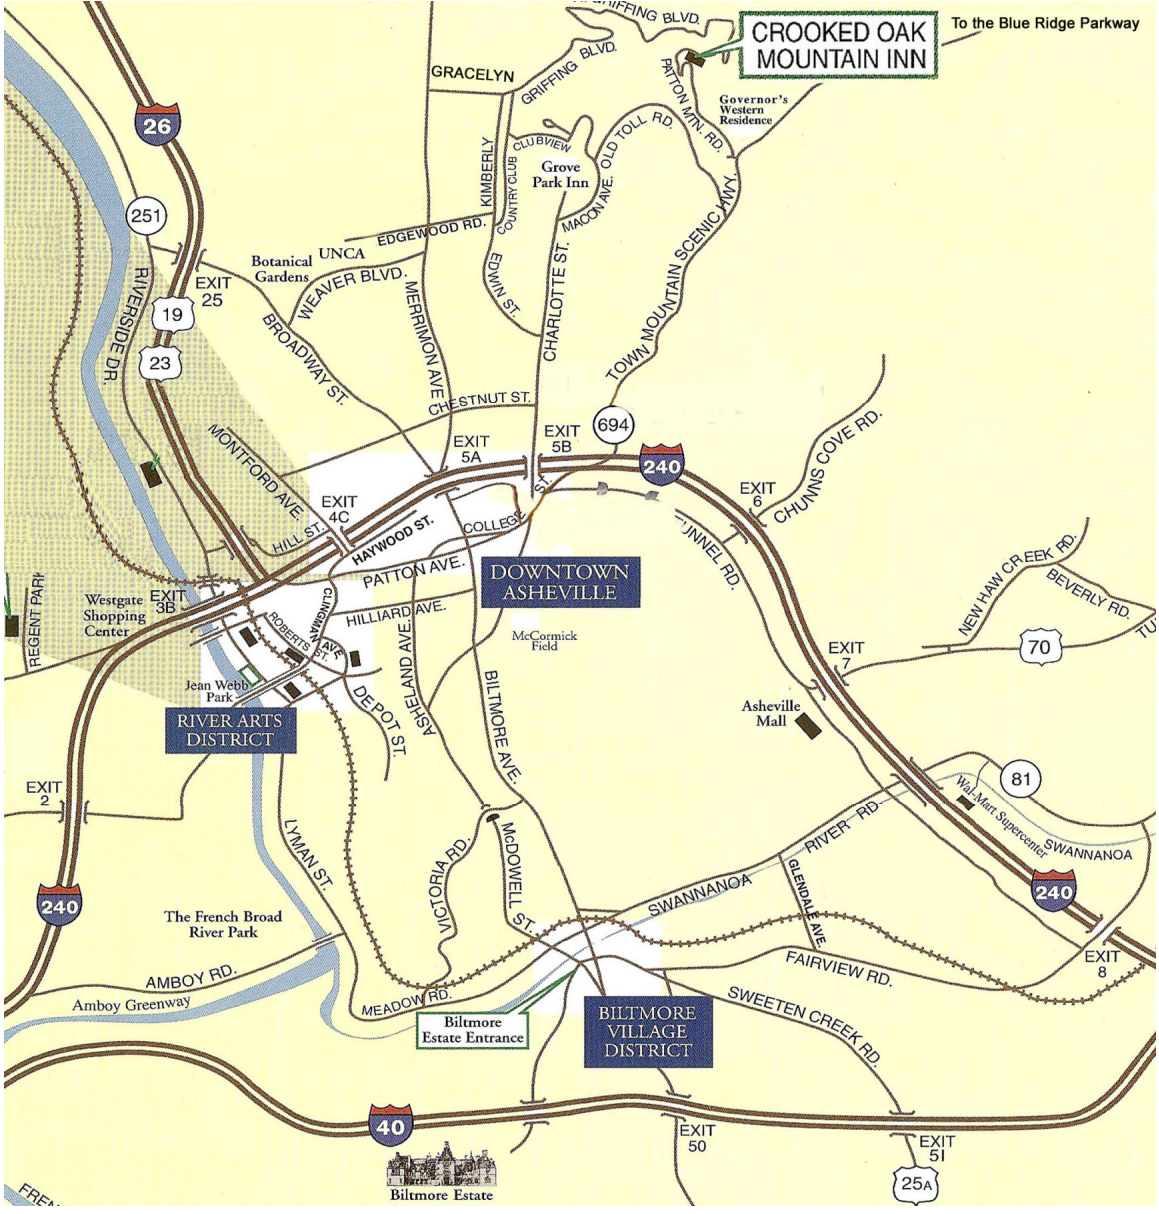 GRIFFING BLVD.
To the Blue Ridge Parkway
CROOKED OAK
MOUNTAIN INN
GRACELYN
GRIFFING BLVD.
PATTON MTN. RD.
Governor's
Western
Residence
26
KIMBERLY
COUNTRY CLUB
CLUBVIEW
OLD TOLL RD.
Grove
Park Inn
MACON AVE.
251
EDGEWOOD RD.
UNCA
Botanical
Gardens
WEAVER BLVD.
EDWIN ST.
CHARLOTTE ST.
TOWN MOUNTAIN SCENIC HWY.
EXIT
25
RIVERSIDE DR.
19
23
BROADWAY ST.
MERRIMON AVE
CHESTNUT ST.
694
MONTFORD AVE.
EXIT
5A
EXIT
5B
240
CHUNNS COVE RD.
EXIT
6
EXIT
4C
HILL ST.
HAYWOOD ST.
COLLEGE
ST.
PATTON AVE.
DOWNTOWN
ASHEVILLE
UNNEL RD.
NEW HAW CREEK RD.
BEVERLY RD.
TU
70
REGENT PARK
Westgate
Shopping
Center
EXIT
3B
CLINGMAN AVE
ROBERTS ST.
HILLIARD AVE.
McCormick
Field
EXIT
7
Jean Webb
Park
RIVER ARTS
DISTRICT
DEPOT ST.
ASHELAND AVE.
BILTMORE AVE.
Asheville
Mall
EXIT
2
81
Wal-Mart Supercenter
SWANNANOA
LYMAN ST.
VICTORIA RD.
McDOWELL ST.
SWANNANOA RIVER RD
GLENDALE AVE.
240
240
The French Broad
River Park
AMBOY RD.
Amboy Greenway
MEADOW RD.
FAIRVIEW RD.
EXIT
8
Biltmore
Estate Entrance
BILTMORE
VILLAGE
DISTRICT
SWEETEN CREEK RD.
40
EXIT
50
EXIT
51
25A
Biltmore Estate
FREN